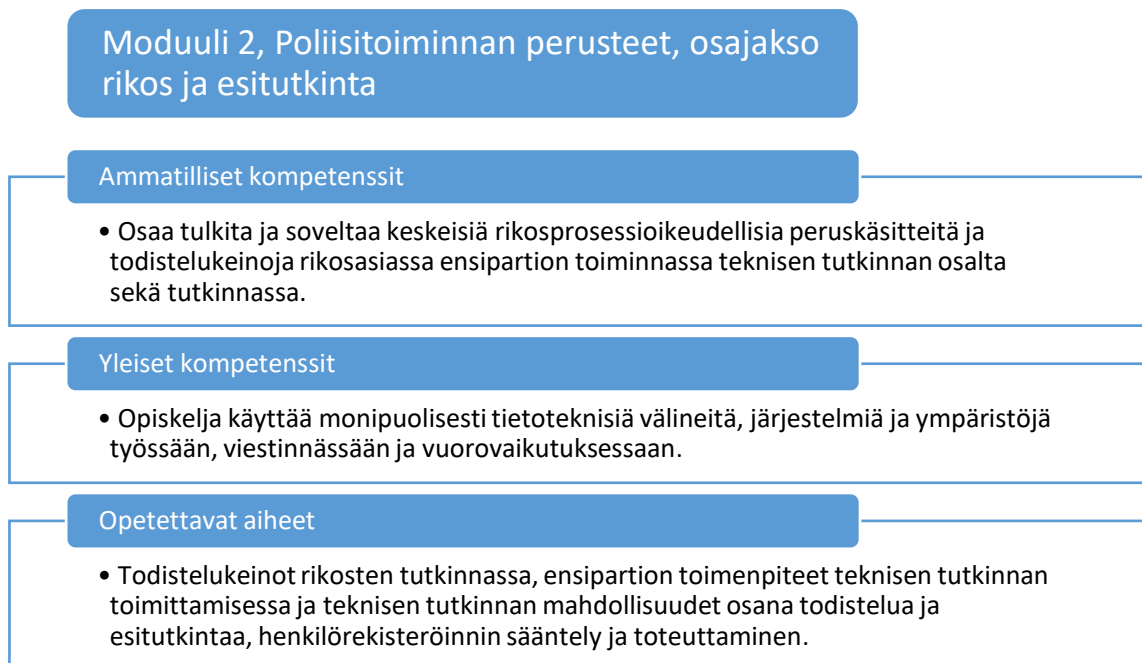 Moduuli 2, Poliisitoiminnan perusteet, osajakso
rikos ja esitutkinta
Ammatilliset kompetenssit
• Osaa tulkita ja soveltaa keskeisiä rikosprosessioikeudellisia peruskäsitteitä ja
todistelukeinoja rikosasiassa ensipartion toiminnassa teknisen tutkinnan osalta
sekä tutkinnassa.
Yleiset kompetenssit
• Opiskelja käyttää monipuolisesti tietoteknisiä välineitä, järjestelmiä ja ympäristöjä
työssään, viestinnässään ja vuorovaikutuksessaan.
Opetettavat aiheet
• Todistelukeinot rikosten tutkinnassa, ensipartion toimenpiteet teknisen tutkinnan
toimittamisessa ja teknisen tutkinnan mahdollisuudet osana todistelua ja
esitutkintaa, henkilörekisteröinnin sääntely ja toteuttaminen.